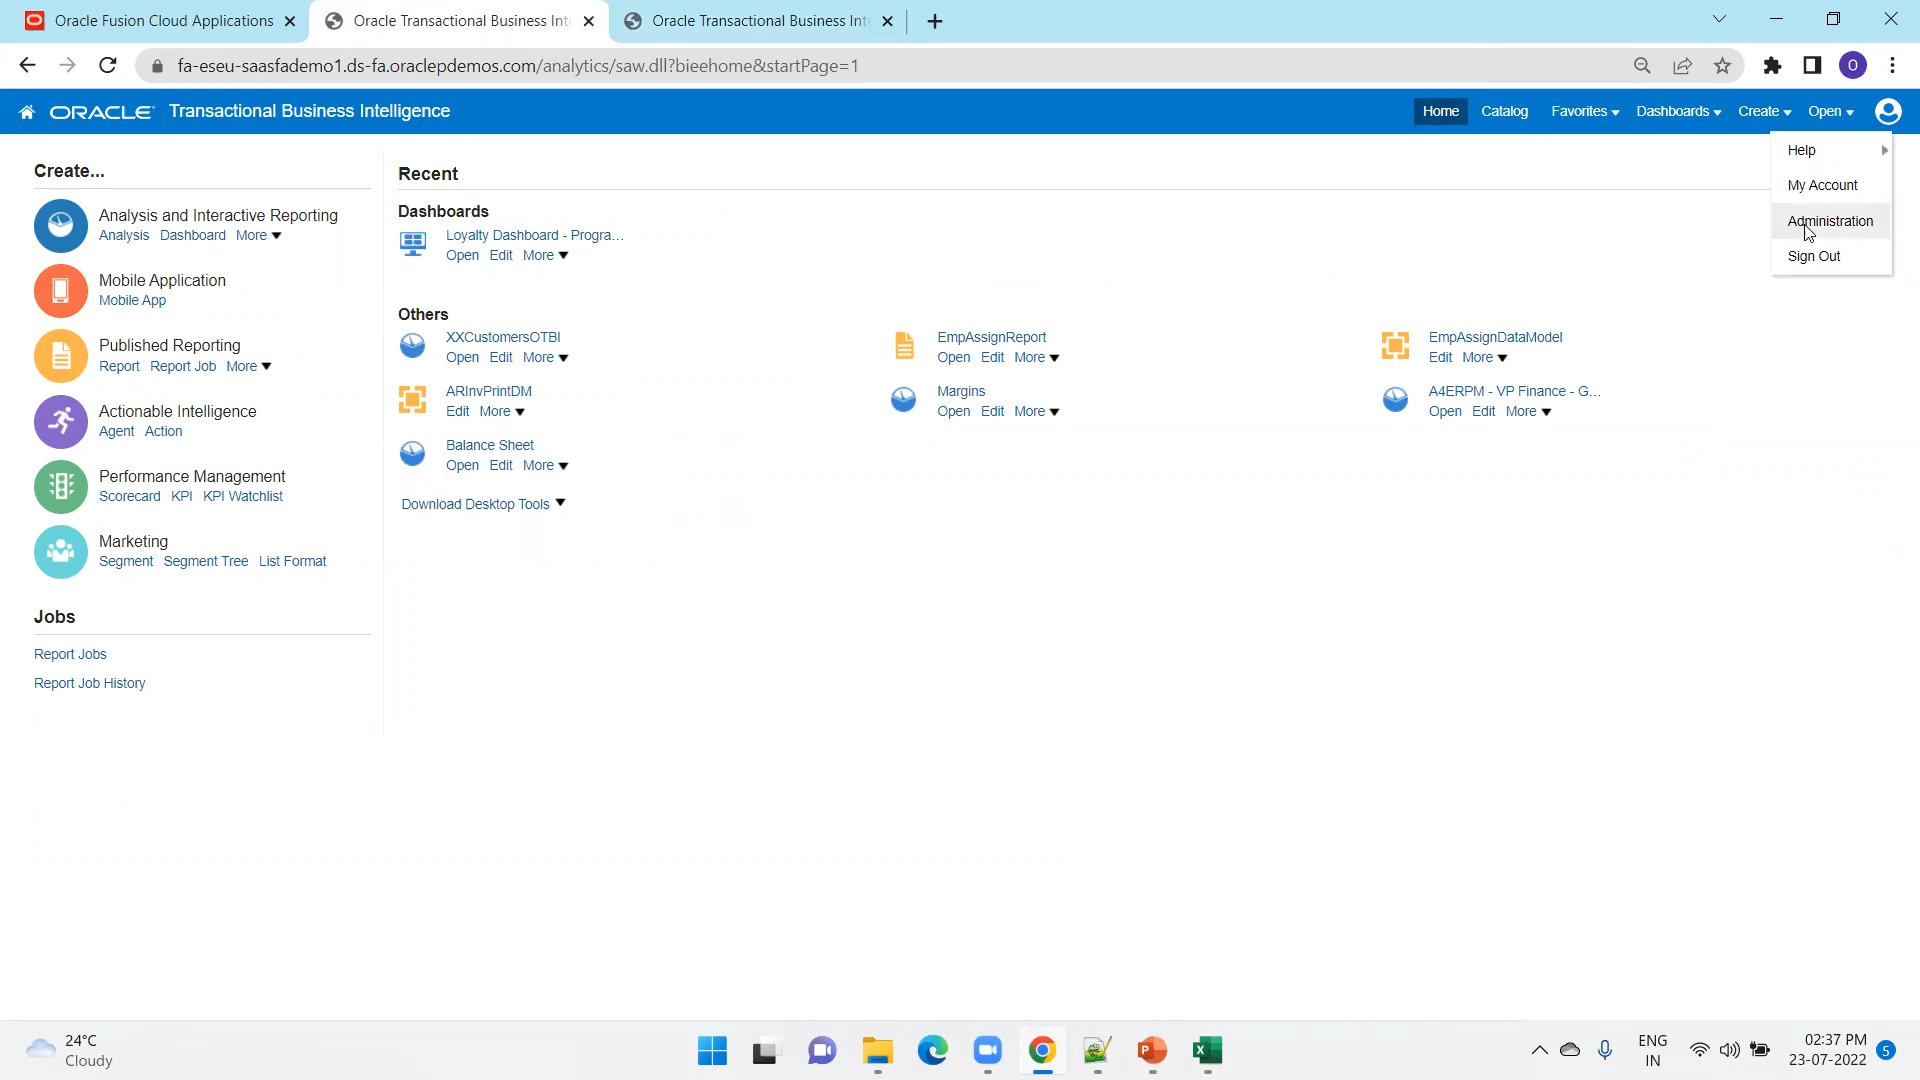 Oracle Fusion Cloud Applications
Oracle Transactional Business Int
Oracle Transactional Business Int
fa-eseu-saasfademo1.ds-fa.oraclepdemos.com/analytics/saw.dll?bieehome&startPage=1
O
ORACLE Transactional Business Intelligence
Home Catalog Favorites Dashboards Create Open
Help
My Account
Administration
Sign Out
Create...
Analysis and Interactive Reporting
Analysis Dashboard More
Mobile Application
Mobile App
Published Reporting
Report Report Job More
Actionable Intelligence
Agent Action
Performance Management
Scorecard KPI KPI Watchlist
Marketing
Segment Segment Tree List Format
Jobs
Report Jobs
Report Job History
Recent
Dashboards
Loyalty Dashboard - Progra...
Open Edit More
Others
XXCustomersOTBI
Open Edit More
EmpAssignReport
Open Edit More
EmpAssignDataModel
Edit More
ARInvPrintDM
Edit More
Margins
Open Edit More
A4ERPM - VP Finance - G...
Open Edit More
Balance Sheet
Open Edit More
Download Desktop Tools
24°C
Cloudy
ENG
IN
02:37 PM
23-07-2022
5